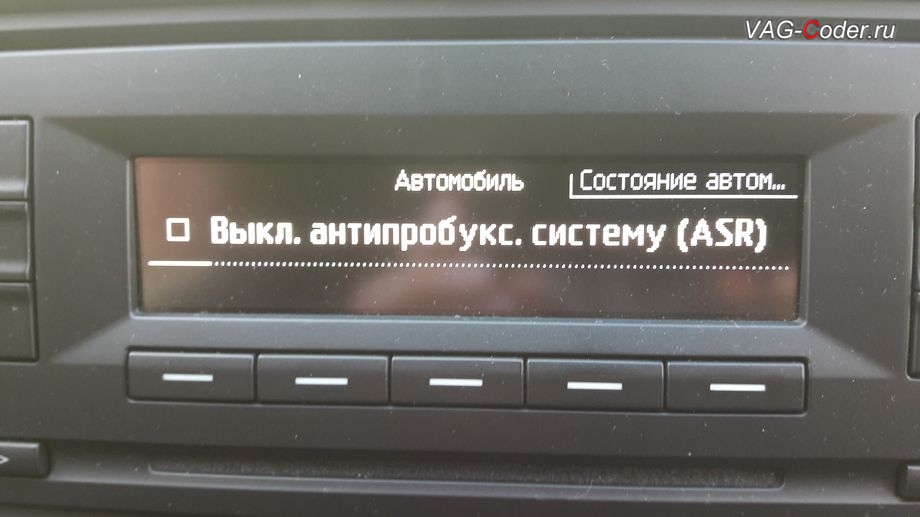 VAG-Coder.ru
Автомобиль Состояние автом...
Выкл. антипробукс. систему (ASR)